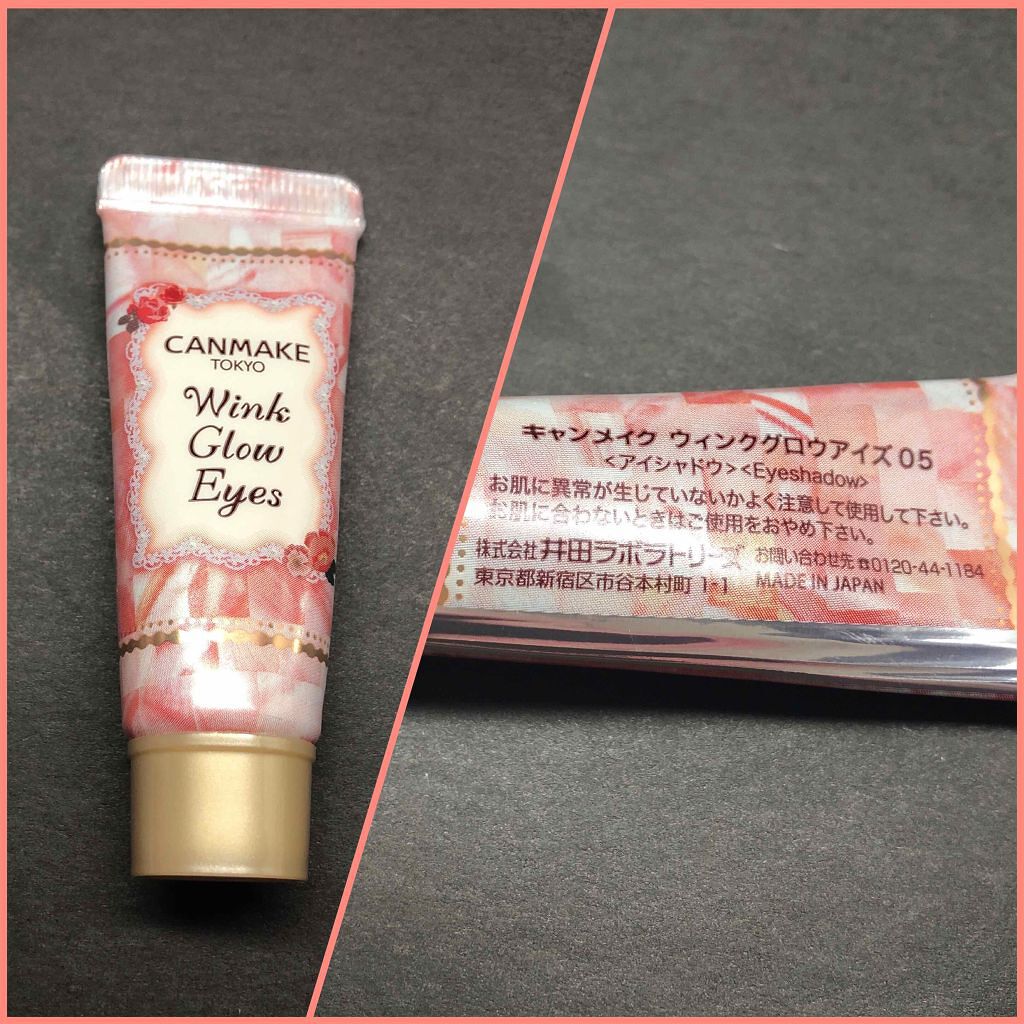 CANMAKE
TOKYO
Wink
Glow
Eyes
キャンメイク ウィンクグロウアイズ 05
<アイシャドウ><Eyeshadow>
お肌に異常が生じていないかよく注意して使用して下さい。
お肌に合わないときはご使用をおやめ下さい。
株式会社 井田ラボラトリーズ お問い合わせ先 ☎0120-44-1184
東京都新宿区市谷本村町 1-1 MADE IN JAPAN